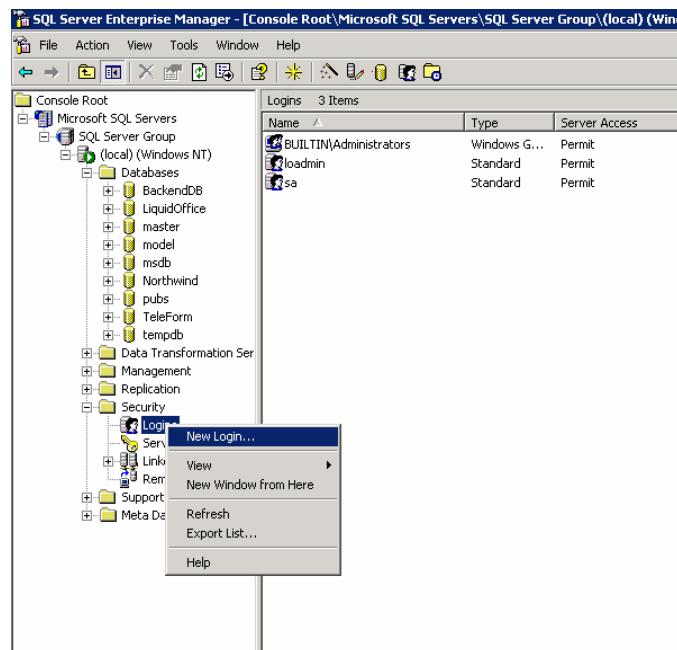 SQL Server Enterprise Manager - [Console Root\Microsoft SQL Servers\SQL Server Group\(local) (Win
File Action View Tools Window Help
Console Root
Microsoft SQL Servers
SQL Server Group
(local) (Windows NT)
Databases
BackendDB
LiquidOffice
master
model
msdb
Northwind
pubs
TeleForm
tempdb
Data Transformation Ser
Management
Replication
Security
Logins
Serv
Linke
Rem
Support
Meta Da
Logins 3 Items
Name Type Server Access
BUILTIN\Administrators Windows G... Permit
loadmin Standard Permit
sa Standard Permit
New Login...
View
New Window from Here
Refresh
Export List...
Help